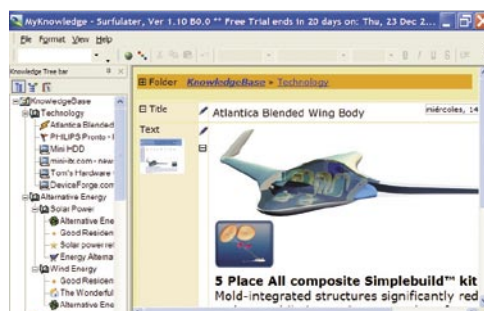 MyKnowledge - Surfulater, Ver 1.10 B0.0 ** Free Trial ends in 20 days on: Thu, 23 Dec 2...
File Format View Help
Knowledge Tree bar
KnowledgeBase
Technology
Atlantica Blended
PHILIPS Pronto - F
Mini HDD
mini-itx.com - new
Tom's Hardware
DeviceForge.com
Alternative Energy
Solar Power
Alternative Ene
Good Residen
Solar power ret
Energy Alterna
Wind Energy
Good Residen
The Wonderful
Alternative Ene
Folder KnowledgeBase » Technology
Title Atlantica Blended Wing Body miércoles, 14
Text
5 Place All composite Simplebuild™ kit
Mold-integrated structures significantly red